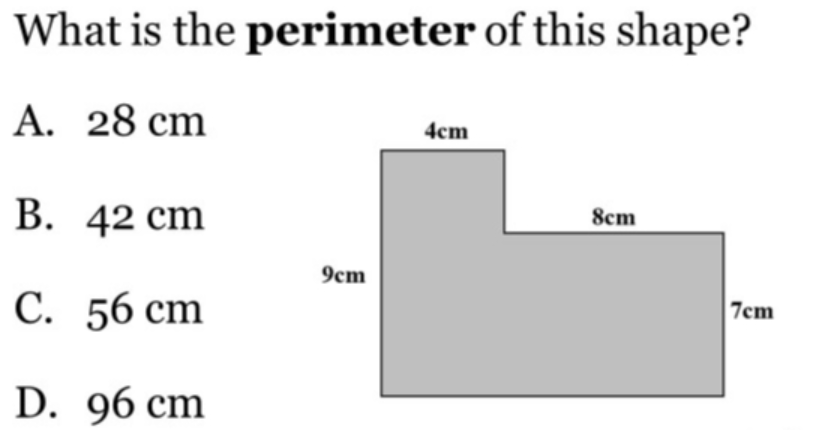 What is the perimeter of this shape?
A. 28 cm
4cm
B. 42 cm
8cm
9cm
C. 56 cm
7cm
D. 96 cm